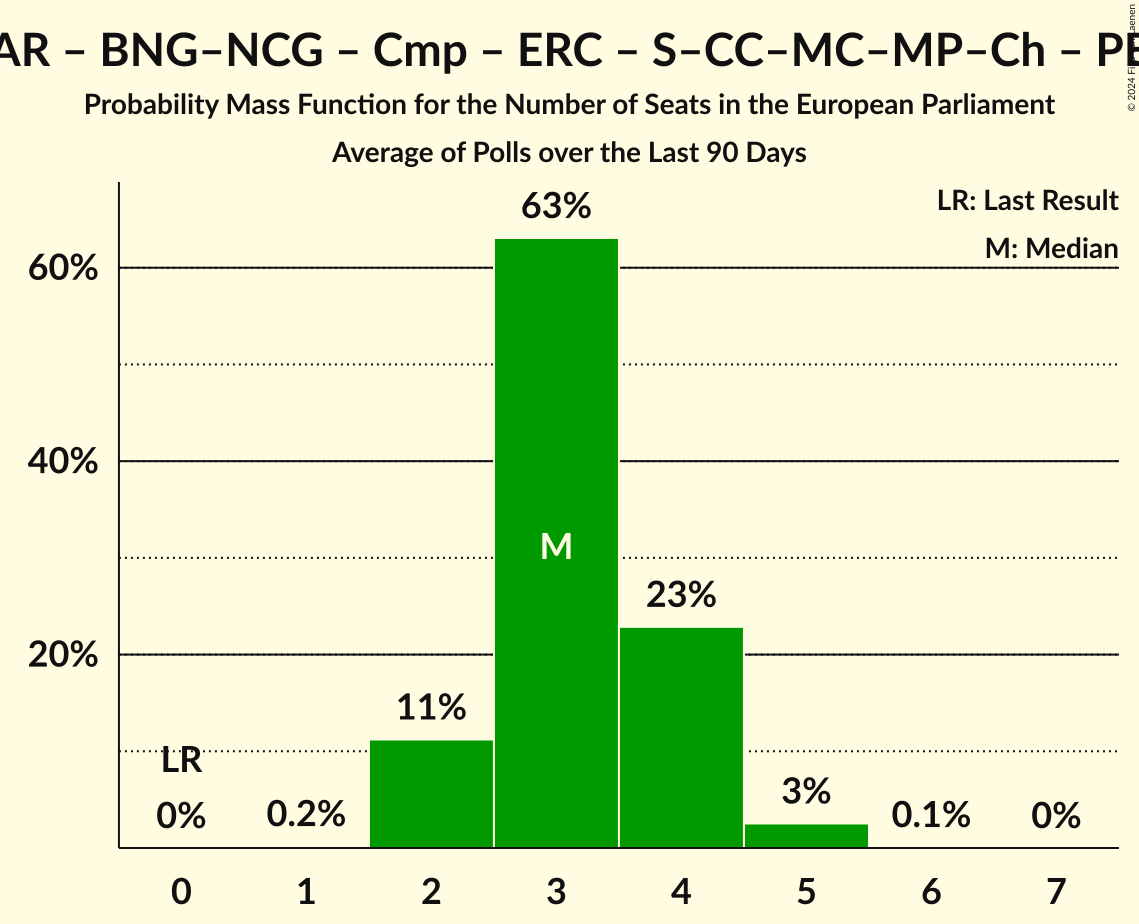 AR – BNG–NCG – Cmp – ERC – S–CC–MC–MP–Ch –
Probability Mass Function for the Number of Seats in the European Parliament
Average of Polls over the Last 90 Days
© 2024
LR: Last Result
M: Median
63%
60%
40%
M
23%
20%
11%
LR
3%
0%
0.2%
0.1%
0%
0 1 2 3 4 5 6 7